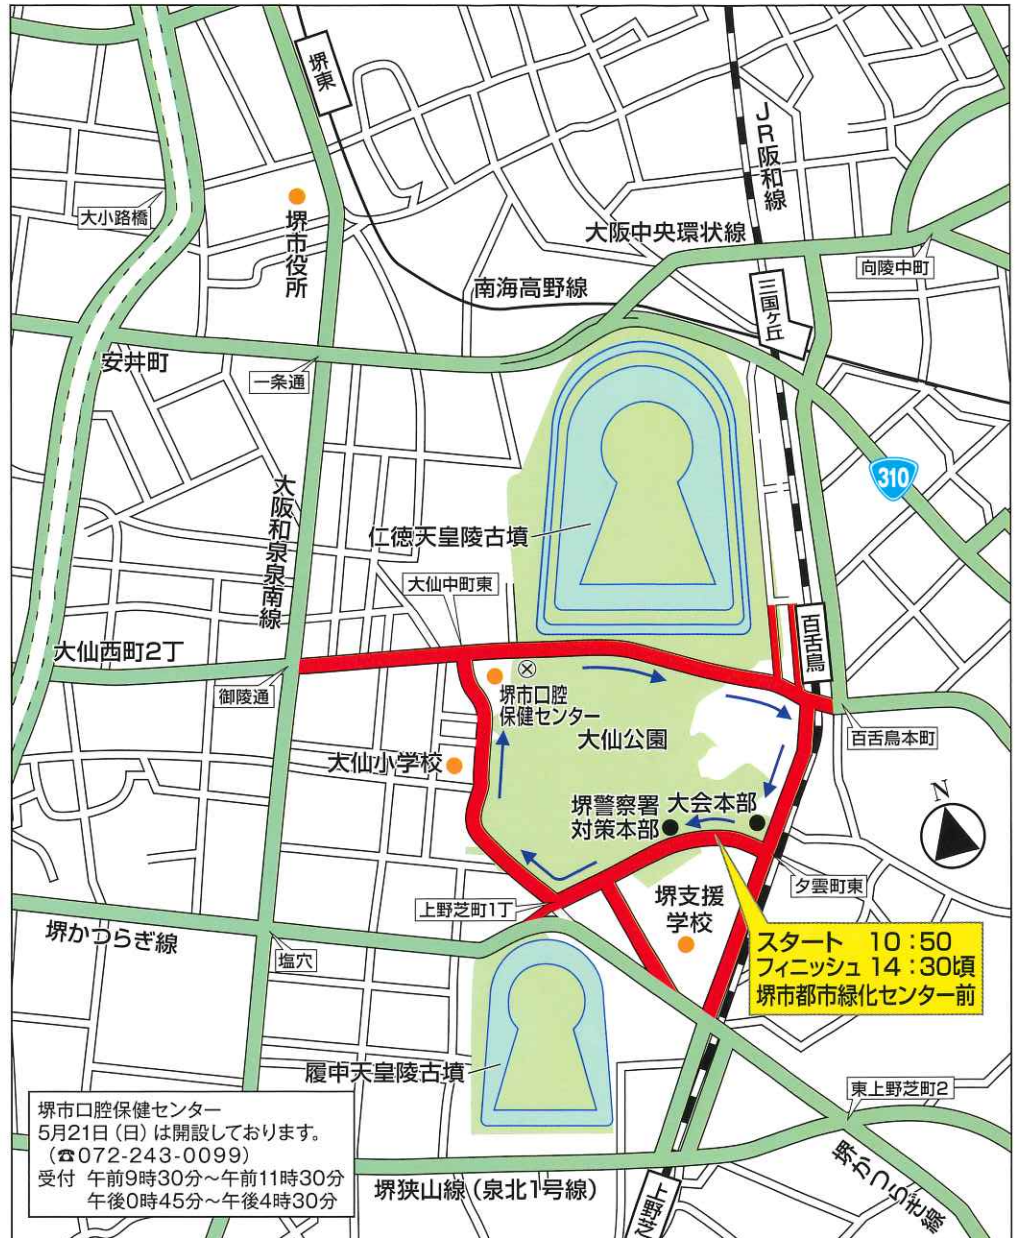 堺東
JR阪和線
大小路橋
堺市役所
大阪中央環状線
向陵中町
南海高野線
三国ヶ丘
安井町
一条通
310
大阪和泉泉南線
仁徳天皇陵古墳
大仙中町東
百舌鳥
大仙西町2丁
御陵通
堺市口腔
保健センター
大仙公園
百舌鳥本町
大仙小学校
N
堺警察署
対策本部
大会本部
夕雲町東
上野芝町1丁
堺支援
学校
堺かつらぎ線
塩穴
スタート 10:50
フィニッシュ 14:30頃
堺市都市緑化センター前
履中天皇陵古墳
東上野芝町2
堺市口腔保健センター
5月21日(日)は開設しております。
(☎072-243-0099)
受付 午前9時30分~午前11時30分
午後0時45分~午後4時30分
堺狭山線(泉北1号線)
堺かつらぎ線
上野芝